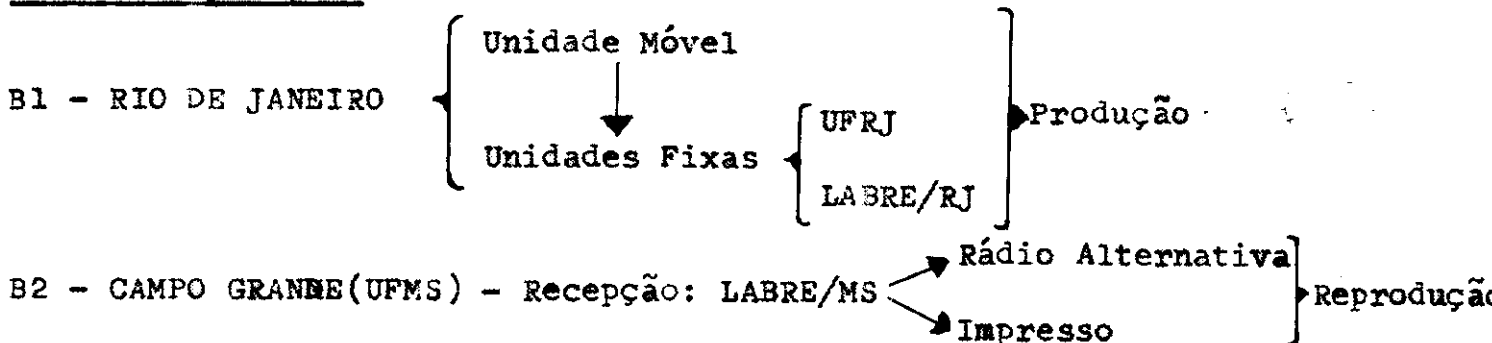 Unidade Móvel
B1 - RIO DE JANEIRO
UFRJ
Produção
Unidades Fixas
LABRE/RJ
Rádio Alternativa
B2 - CAMPO GRANDE(UFMS) - Recepção: LABRE/MS
Reprodução
Impresso